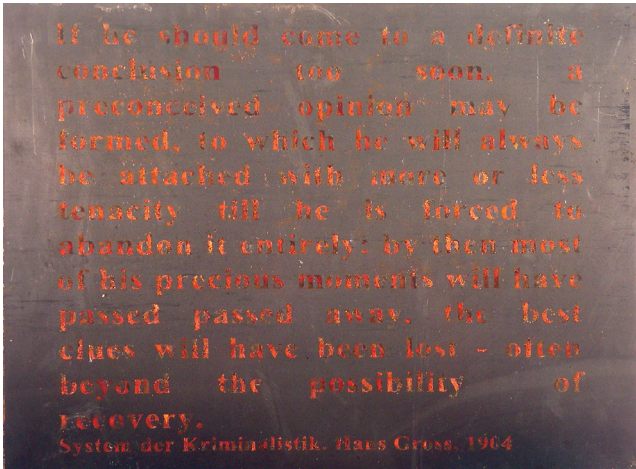 If he should come to a definite
conclusion too soon, a
preconceived opinion may be
formed, to which he will always
be attached with more or less
tenacity till he is forced to
abandon it entirely: by then most
of his precious moments will have
passed passed away, the best
clues will have been lost - often
beyond the possibility of
recovery.
System der Kriminalistik. Hans Gross, 1904